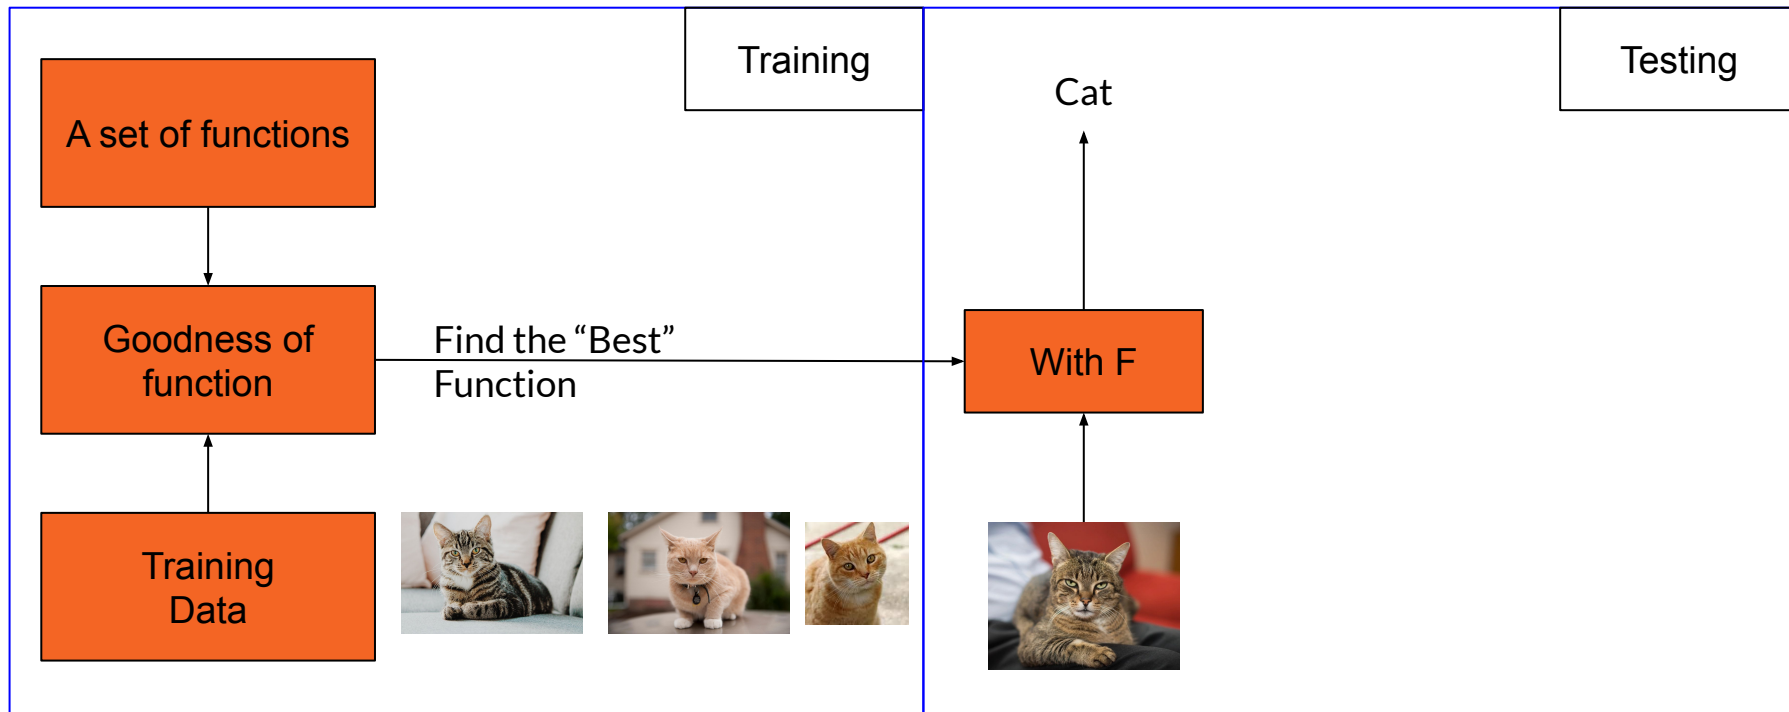 Training
Testing
A set of functions
Cat
Goodness of
function
Find the “Best”
Function
With F
Training
Data